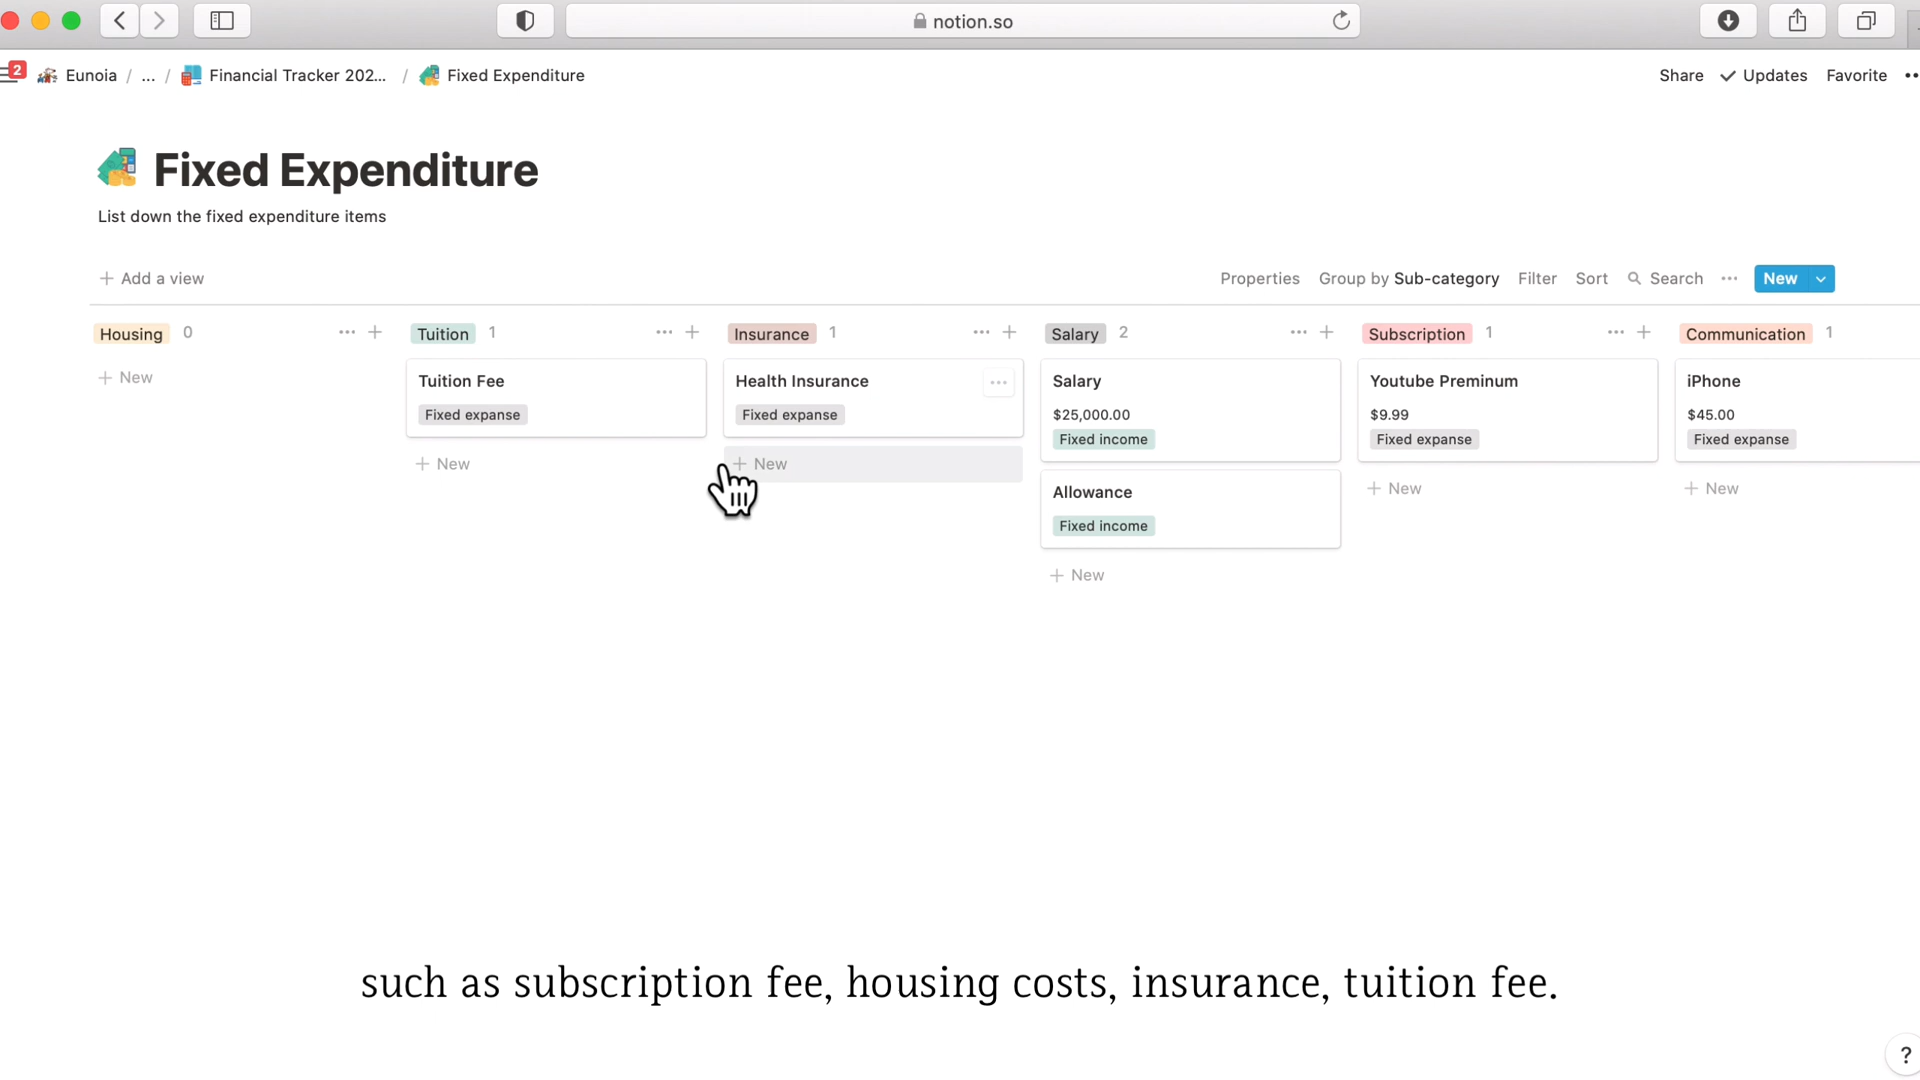 notion.so
2
Eunoia / ... / Financial Tracker 202... / Fixed Expenditure
Share Updates Favorite
Fixed Expenditure
List down the fixed expenditure items
Add a view
Properties Group by Sub-category Filter Sort Search New
Housing 0
New
Tuition 1
Tuition Fee
Fixed expanse
New
Insurance 1
Health Insurance
Fixed expanse
New
Salary 2
Salary
$25,000.00
Fixed income
Allowance
Fixed income
New
Subscription 1
Youtube Preminum
$9.99
Fixed expanse
New
Communication 1
iPhone
$45.00
Fixed expanse
New
such as subscription fee, housing costs, insurance, tuition fee.
?